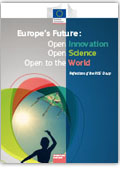 Europe's Future:
Open Innovation
Open Science
Open to the World
Reflections of the RISE Group